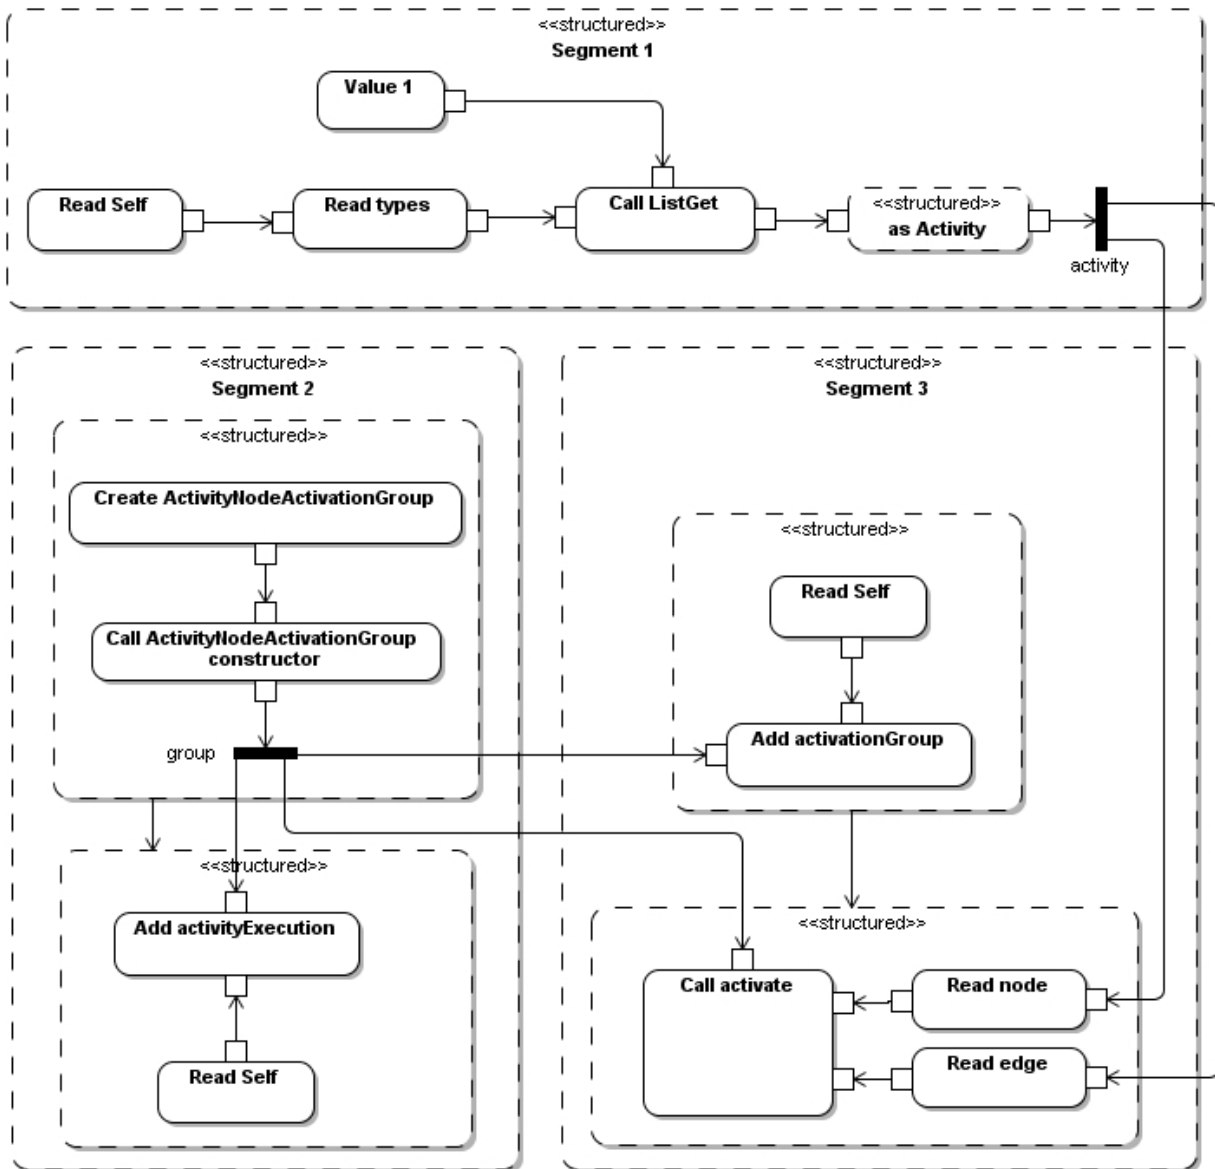 <<structured>>
Segment 1
Value 1
Read Self
Read types
Call ListGet
<<structured>>
as Activity
activity
<<structured>>
Segment 2
<<structured>>
Create ActivityNodeActivationGroup
Call ActivityNodeActivationGroup
constructor
group
<<structured>>
Add activityExecution
Read Self
<<structured>>
Segment 3
<<structured>>
Read Self
Add activationGroup
<<structured>>
Call activate
Read node
Read edge